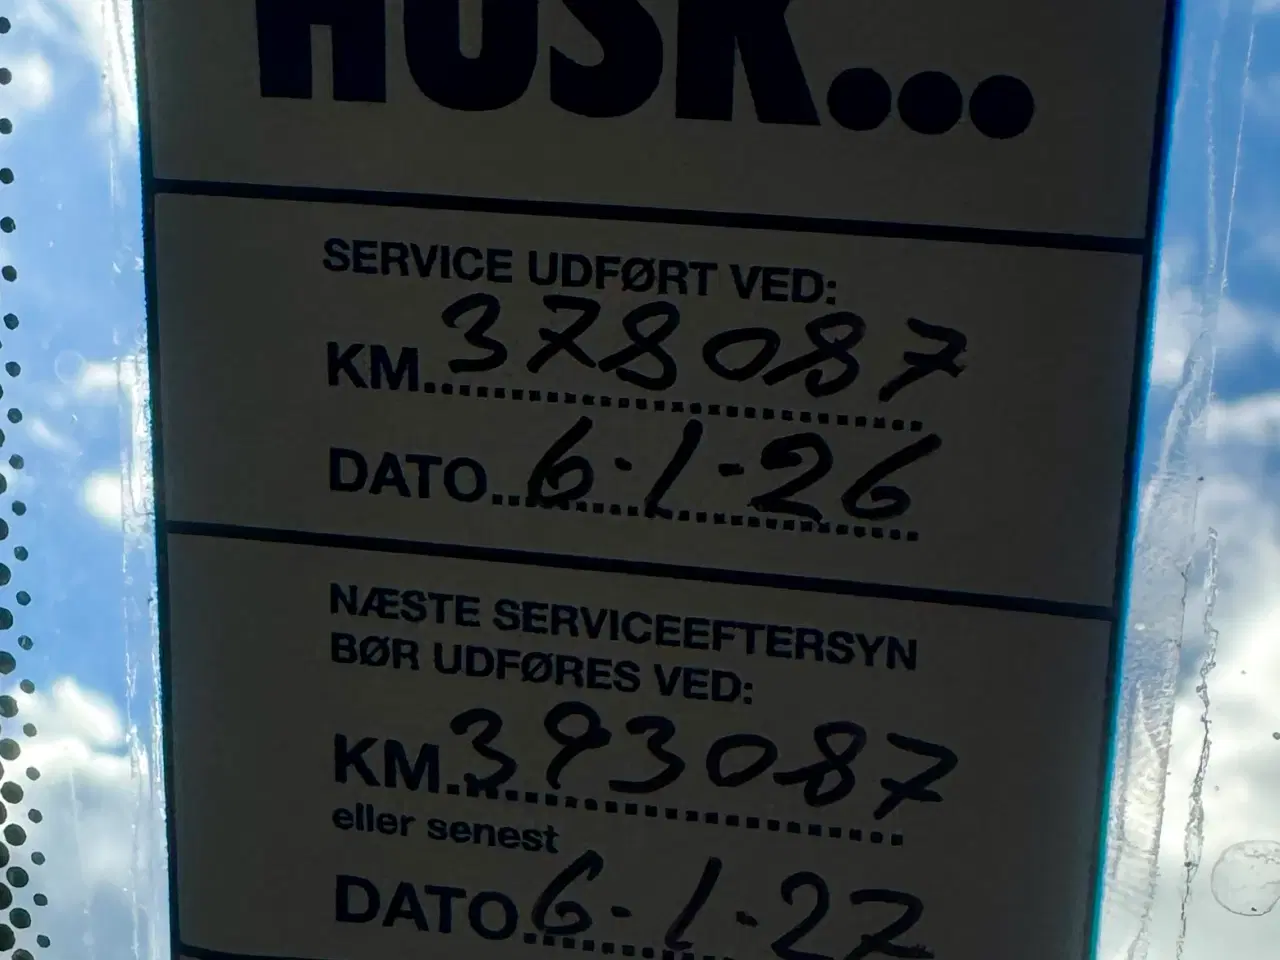 HUSK...
SERVICE UDFØRT VED:
KM 378087
DATO 6-1-26
NÆSTE SERVICEEFTERSYN
BØR UDFØRES VED:
KM 393087
eller senest
DATO 6-1-27